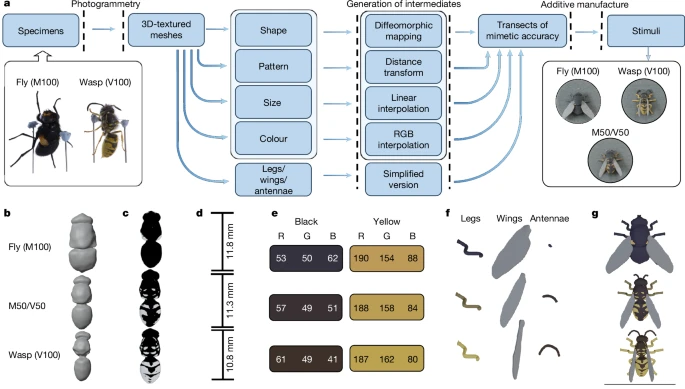 a
Photogrammetry
Generation of intermediates
Additive manufacture
Specimens
3D-textured
meshes
Shape
Diffeomorphic
mapping
Transects of
mimetic accuracy
Stimuli
Fly (M100)
Wasp (V100)
Pattern
Distance
transform
Size
Linear
interpolation
Colour
RGB
interpolation
Legs/
wings/
antennae
Simplified
version
Fly (M100)
Wasp (V100)
M50/V50
b
c
d
e
f
g
Black
Yellow
Legs Wings Antennae
R G B
R G B
Fly (M100)
11.8 mm
53 50 62
190 154 88
M50/V50
11.3 mm
57 49 51
188 158 84
Wasp (V100)
10.8 mm
61 49 41
187 162 80